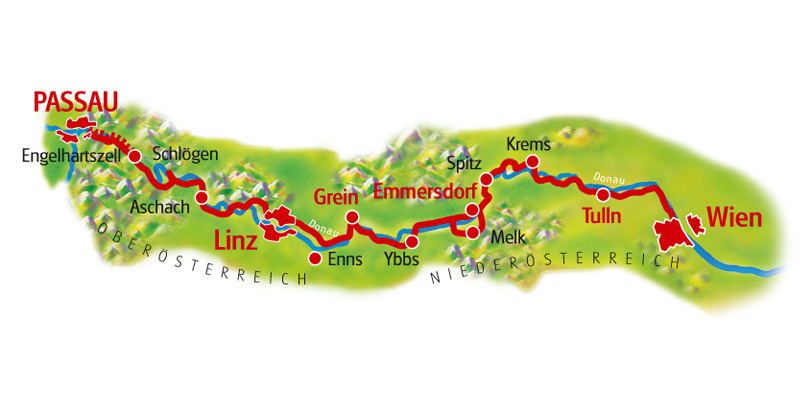 PASSAU
Engelhartszell
Schlögen
Aschach
Linz
Donau
Enns
Grein
Ybbs
Emmersdorf
Melk
Spitz
Krems
Donau
Tulln
Wien
OBERÖSTERREICH
NIEDERÖSTERREICH